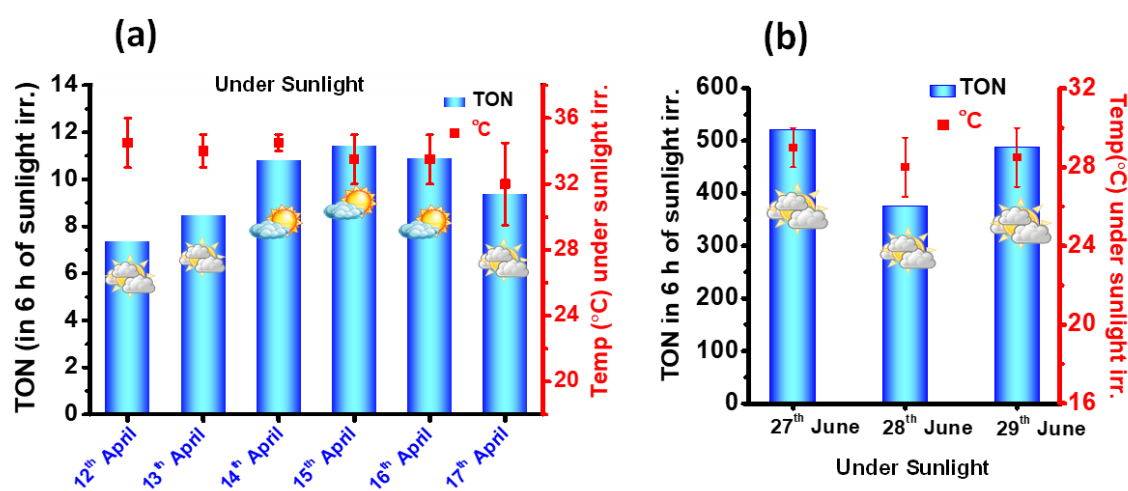 (a)
Under Sunlight
TON
°C
TON (in 6 h of sunlight irr.)
14
12
10
8
6
4
2
0
36
32
28
24
20
Temp (°C) under sunlight irr.
12th April
13th April
14th April
15th April
16th April
17th April
(b)
TON
°C
TON in 6 h of sunlight irr.
600
500
400
300
200
100
0
32
28
24
20
16
Temp(°C) under sunlight irr.
27th June
28th June
29th June
Under Sunlight